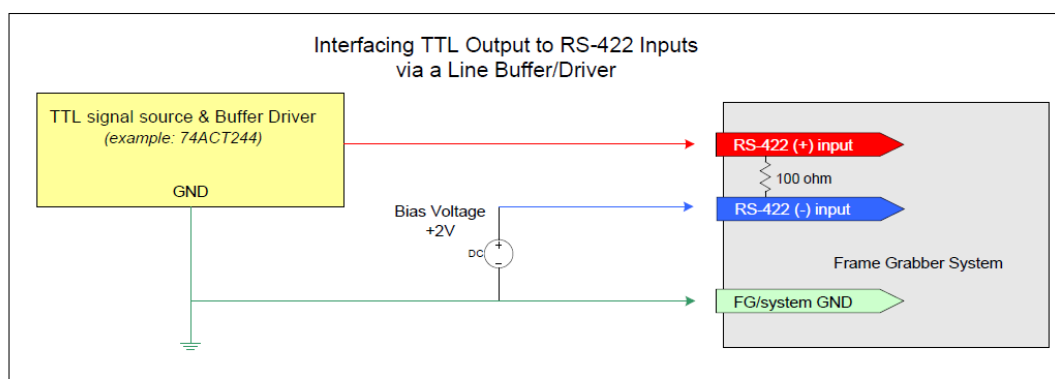 Interfacing TTL Output to RS-422 Inputs
via a Line Buffer/Driver
TTL signal source & Buffer Driver
(example: 74ACT244)
GND
RS-422 (+) input
100 ohm
RS-422 (-) input
Bias Voltage
+2V
DC
+
−
Frame Grabber System
FG/system GND